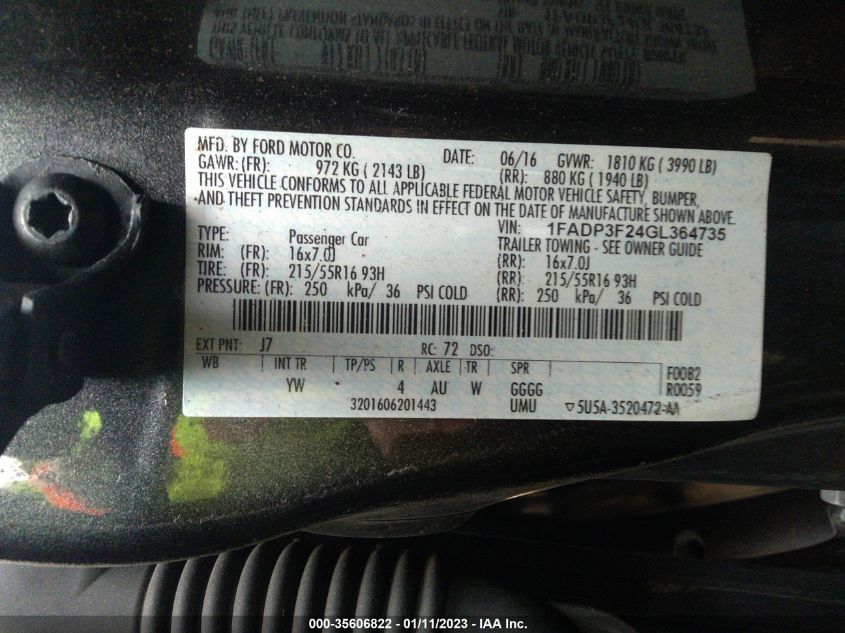 MFD. BY FORD MOTOR CO. DATE: 06/16 GVWR: 1810 KG ( 3990 LB)
GAWR: (FR): 972 KG ( 2143 LB) (RR): 880 KG ( 1940 LB)
THIS VEHICLE CONFORMS TO ALL APPLICABLE FEDERAL MOTOR VEHICLE SAFETY, BUMPER,
AND THEFT PREVENTION STANDARDS IN EFFECT ON THE DATE OF MANUFACTURE SHOWN ABOVE.
VIN: 1FADP3F24GL364735
TYPE: Passenger Car TRAILER TOWING - SEE OWNER GUIDE
RIM: (FR): 16x7.0J (RR): 16x7.0J
TIRE: (FR): 215/55R16 93H (RR): 215/55R16 93H
PRESSURE: (FR): 250 kPa/ 36 PSI COLD (RR): 250 kPa/ 36 PSI COLD
EXT PNT: J7 RC: 72 DSO:
WB INT TR TP/PS R AXLE TR SPR F0082
YW 4 AU W GGGG R0059
3201606201443 UMU ▽5U5A-3520472-AA
000-35606822 - 01/11/2023 - IAA Inc.